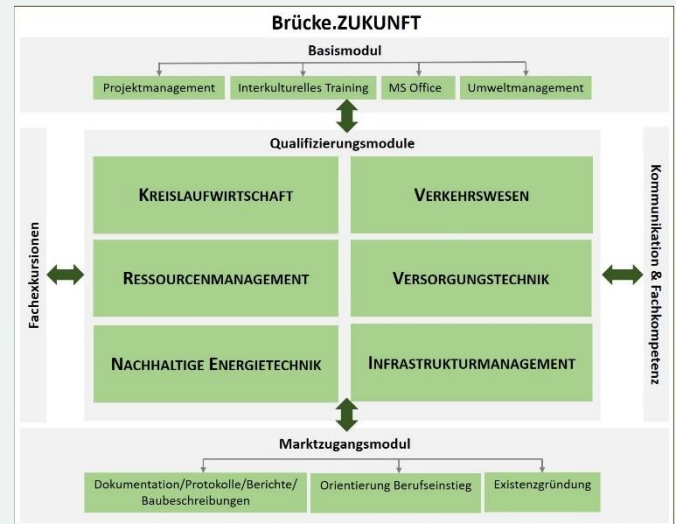 Brücke.ZUKUNFT
Basismodul
Projektmanagement
Interkulturelles Training
MS Office
Umweltmanagement
Fachexkursionen
Qualifizierungsmodule
KREISLAUFWIRTSCHAFT
VERKEHRSWESEN
RESSOURCENMANAGEMENT
VERSORGUNGSTECHNIK
NACHHALTIGE ENERGIETECHNIK
INFRASTRUKTURMANAGEMENT
Kommunikation & Fachkompetenz
Marktzugangsmodul
Dokumentation/Protokolle/Berichte/
Baubeschreibungen
Orientierung Berufseinstieg
Existenzgründung